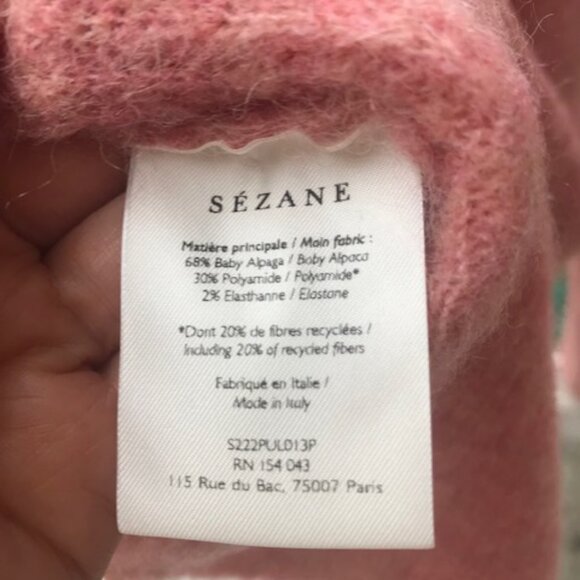 SÉZANE
Matière principale / Main fabric :
68% Baby Alpaga / Baby Alpaca
30% Polyamide / Polyamide*
2% Elasthanne / Elastane
*Dont 20% de fibres recyclées /
Including 20% of recycled fibers
Fabriqué en Italie /
Made in Italy
S222PUL013P
RN 154 043
115 Rue du Bac, 75007 Paris